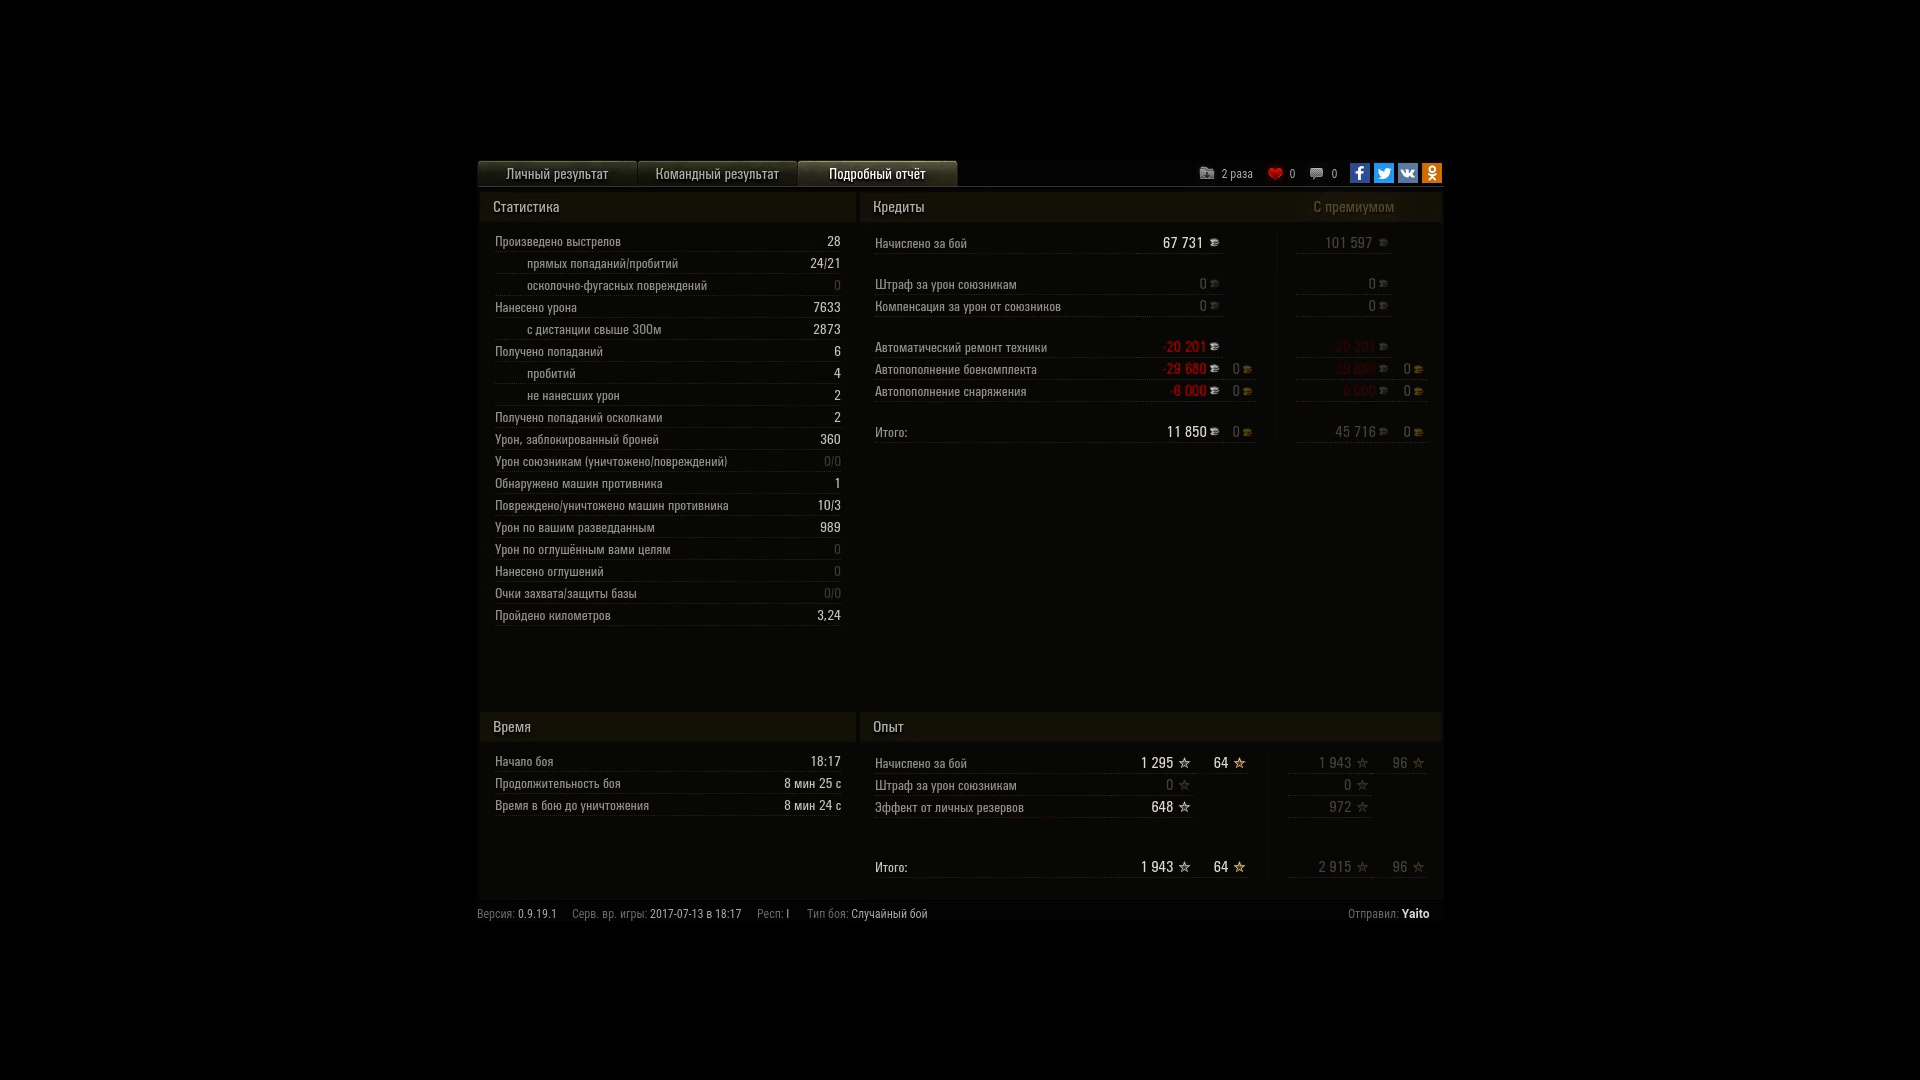 Личный результат Командный результат Подробный отчёт 2 раза 0 0
Статистика
Произведено выстрелов 28
прямых попаданий/пробитий 24/21
осколочно-фугасных повреждений 0
Нанесено урона 7633
с дистанции свыше 300м 2873
Получено попаданий 6
пробитий 4
не нанесших урон 2
Получено попаданий осколками 2
Урон, заблокированный броней 360
Урон союзникам (уничтожено/повреждений) 0/0
Обнаружено машин противника 1
Повреждено/уничтожено машин противника 10/3
Урон по вашим разведданным 989
Урон по оглушённым вами целям 0
Нанесено оглушений 0
Очки захвата/защиты базы 0/0
Пройдено километров 3,24
Кредиты С премиумом
Начислено за бой 67 731 101 597
Штраф за урон союзникам 0 0
Компенсация за урон от союзников 0 0
Автоматический ремонт техники -20 201 -20 201
Автопополнение боекомплекта -29 680 0 0
Автопополнение снаряжения -6 000 0 -6 000 0
Итого: 11 850 0 45 716 0
Время
Начало боя 18:17
Продолжительность боя 8 мин 25 с
Время в бою до уничтожения 8 мин 24 с
Опыт
Начислено за бой 1 295 64 1 943 96
Штраф за урон союзникам 0 0
Эффект от личных резервов 648 972
Итого: 1 943 64 2 915 96
Версия: 0.9.19.1 Серв. вр. игры: 2017-07-13 в 18:17 Респ: I Тип боя: Случайный бой Отправил: Yaito